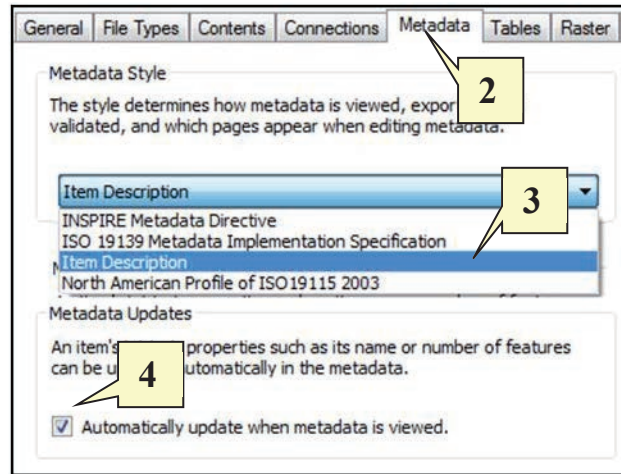 General File Types Contents Connections Metadata Tables Raster
2
Metadata Style
The style determines how metadata is viewed,
validated, and which pages appear when editing metadata.
Item Description
3
INSPIRE Metadata Directive
ISO 19139 Metadata Implementation Specification
Item Description
North American Profile of ISO19115 2003
Metadata Updates
An item's properties such as its name or number of features
can be automatically in the metadata.
4
Automatically update when metadata is viewed.